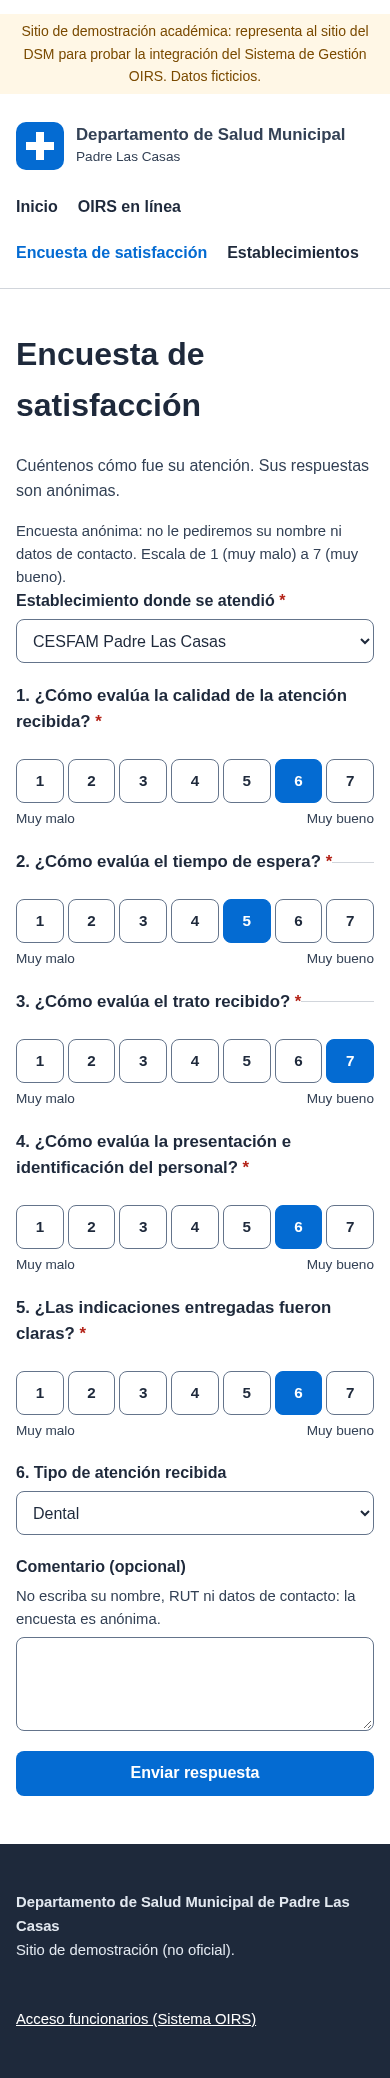 Sitio de demostración académica: representa al sitio del
DSM para probar la integración del Sistema de Gestión
OIRS. Datos ficticios.
Departamento de Salud Municipal
Padre Las Casas
Inicio OIRS en línea
Encuesta de satisfacción Establecimientos
Encuesta de
satisfacción
Cuéntenos cómo fue su atención. Sus respuestas
son anónimas.
Encuesta anónima: no le pediremos su nombre ni
datos de contacto. Escala de 1 (muy malo) a 7 (muy
bueno).
Establecimiento donde se atendió *
CESFAM Padre Las Casas
1. ¿Cómo evalúa la calidad de la atención
recibida? *
1 2 3 4 5 6 7
Muy malo Muy bueno
2. ¿Cómo evalúa el tiempo de espera? *
1 2 3 4 5 6 7
Muy malo Muy bueno
3. ¿Cómo evalúa el trato recibido? *
1 2 3 4 5 6 7
Muy malo Muy bueno
4. ¿Cómo evalúa la presentación e
identificación del personal? *
1 2 3 4 5 6 7
Muy malo Muy bueno
5. ¿Las indicaciones entregadas fueron
claras? *
1 2 3 4 5 6 7
Muy malo Muy bueno
6. Tipo de atención recibida
Dental
Comentario (opcional)
No escriba su nombre, RUT ni datos de contacto: la
encuesta es anónima.
Enviar respuesta
Departamento de Salud Municipal de Padre Las
Casas
Sitio de demostración (no oficial).
Acceso funcionarios (Sistema OIRS)